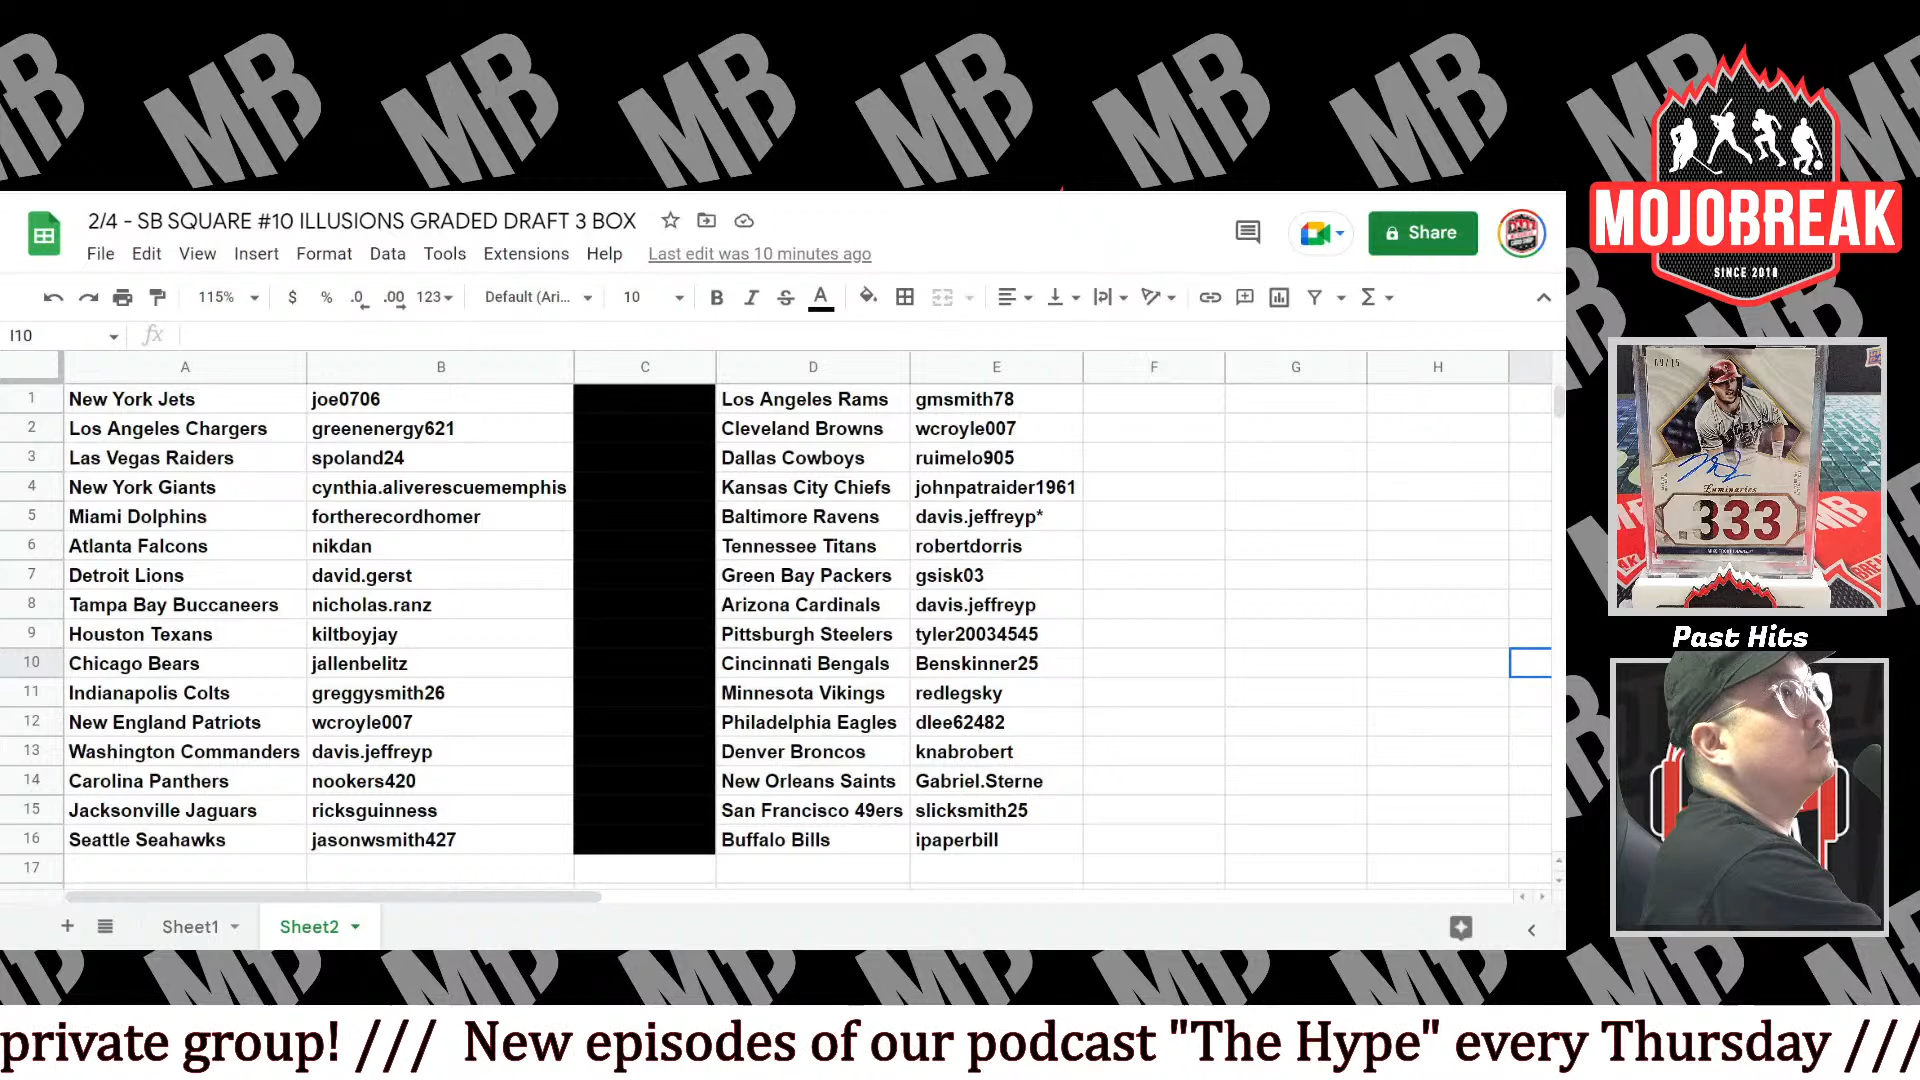 2/4 - SB SQUARE #10 ILLUSIONS GRADED DRAFT 3 BOX
File Edit View Insert Format Data Tools Extensions Help Last edit was 10 minutes ago
Share
115% $ % .0 .00 123 Default (Ari... 10 B I S A
I10 fx
A B C D E F G H
1 New York Jets joe0706 Los Angeles Rams gmsmith78
2 Los Angeles Chargers greenenergy621 Cleveland Browns wcroyle007
3 Las Vegas Raiders spoland24 Dallas Cowboys ruimelo905
4 New York Giants cynthia.aliverescuememphis Kansas City Chiefs johnpatraider1961
5 Miami Dolphins fortherecordhomer Baltimore Ravens davis.jeffreyp*
6 Atlanta Falcons nikdan Tennessee Titans robertdorris
7 Detroit Lions david.gerst Green Bay Packers gsisk03
8 Tampa Bay Buccaneers nicholas.ranz Arizona Cardinals davis.jeffreyp
9 Houston Texans kiltboyjay Pittsburgh Steelers tyler20034545
10 Chicago Bears jallenbelitz Cincinnati Bengals Benskinner25
11 Indianapolis Colts greggysmith26 Minnesota Vikings redlegsky
12 New England Patriots wcroyle007 Philadelphia Eagles dlee62482
13 Washington Commanders davis.jeffreyp Denver Broncos knabrobert
14 Carolina Panthers nookers420 New Orleans Saints Gabriel.Sterne
15 Jacksonville Jaguars ricksguinness San Francisco 49ers slicksmith25
16 Seattle Seahawks jasonwsmith427 Buffalo Bills ipaperbill
17
Sheet1 Sheet2
MOJOBREAK
SINCE 2010
Luminaries
333
Past Hits
private group! /// New episodes of our podcast "The Hype" every Thursday ///